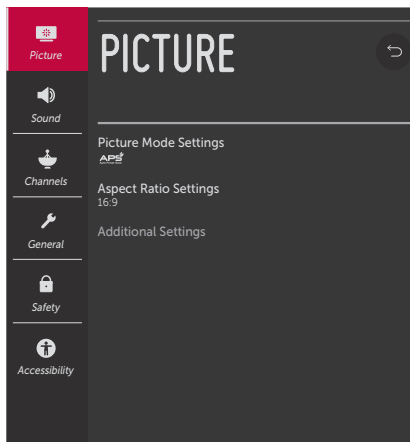 Picture
PICTURE
Sound
Picture Mode Settings
APS
Channels
Aspect Ratio Settings
16:9
General
Additional Settings
Safety
Accessibility